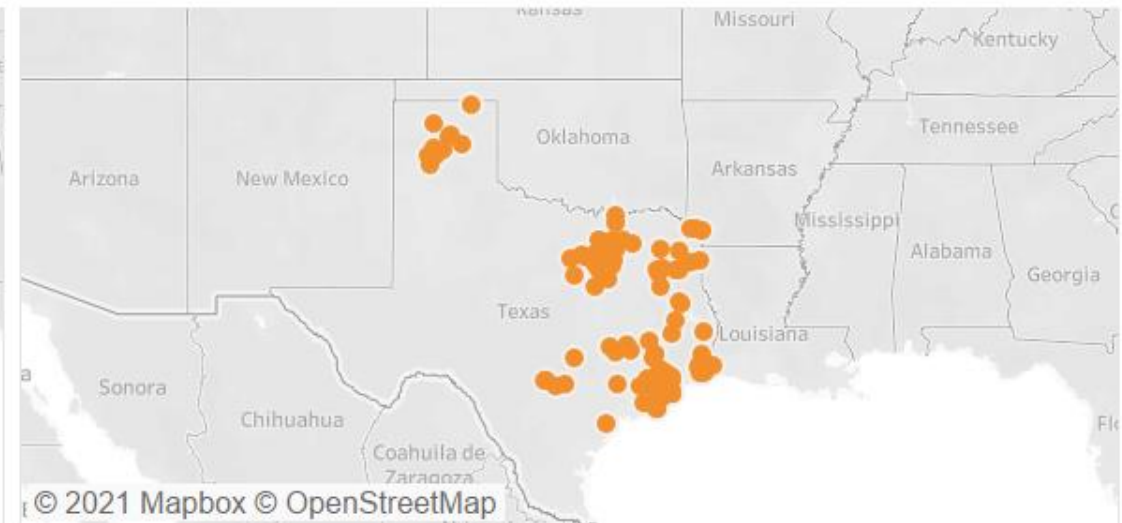 Kansas
Missouri
Kentucky
Oklahoma
Tennessee
Arizona
New Mexico
Arkansas
Mississippi
Alabama
Georgia
Texas
Louisiana
Sonora
Chihuahua
Coahuila de
Zaragoza
© 2021 Mapbox © OpenStreetMap